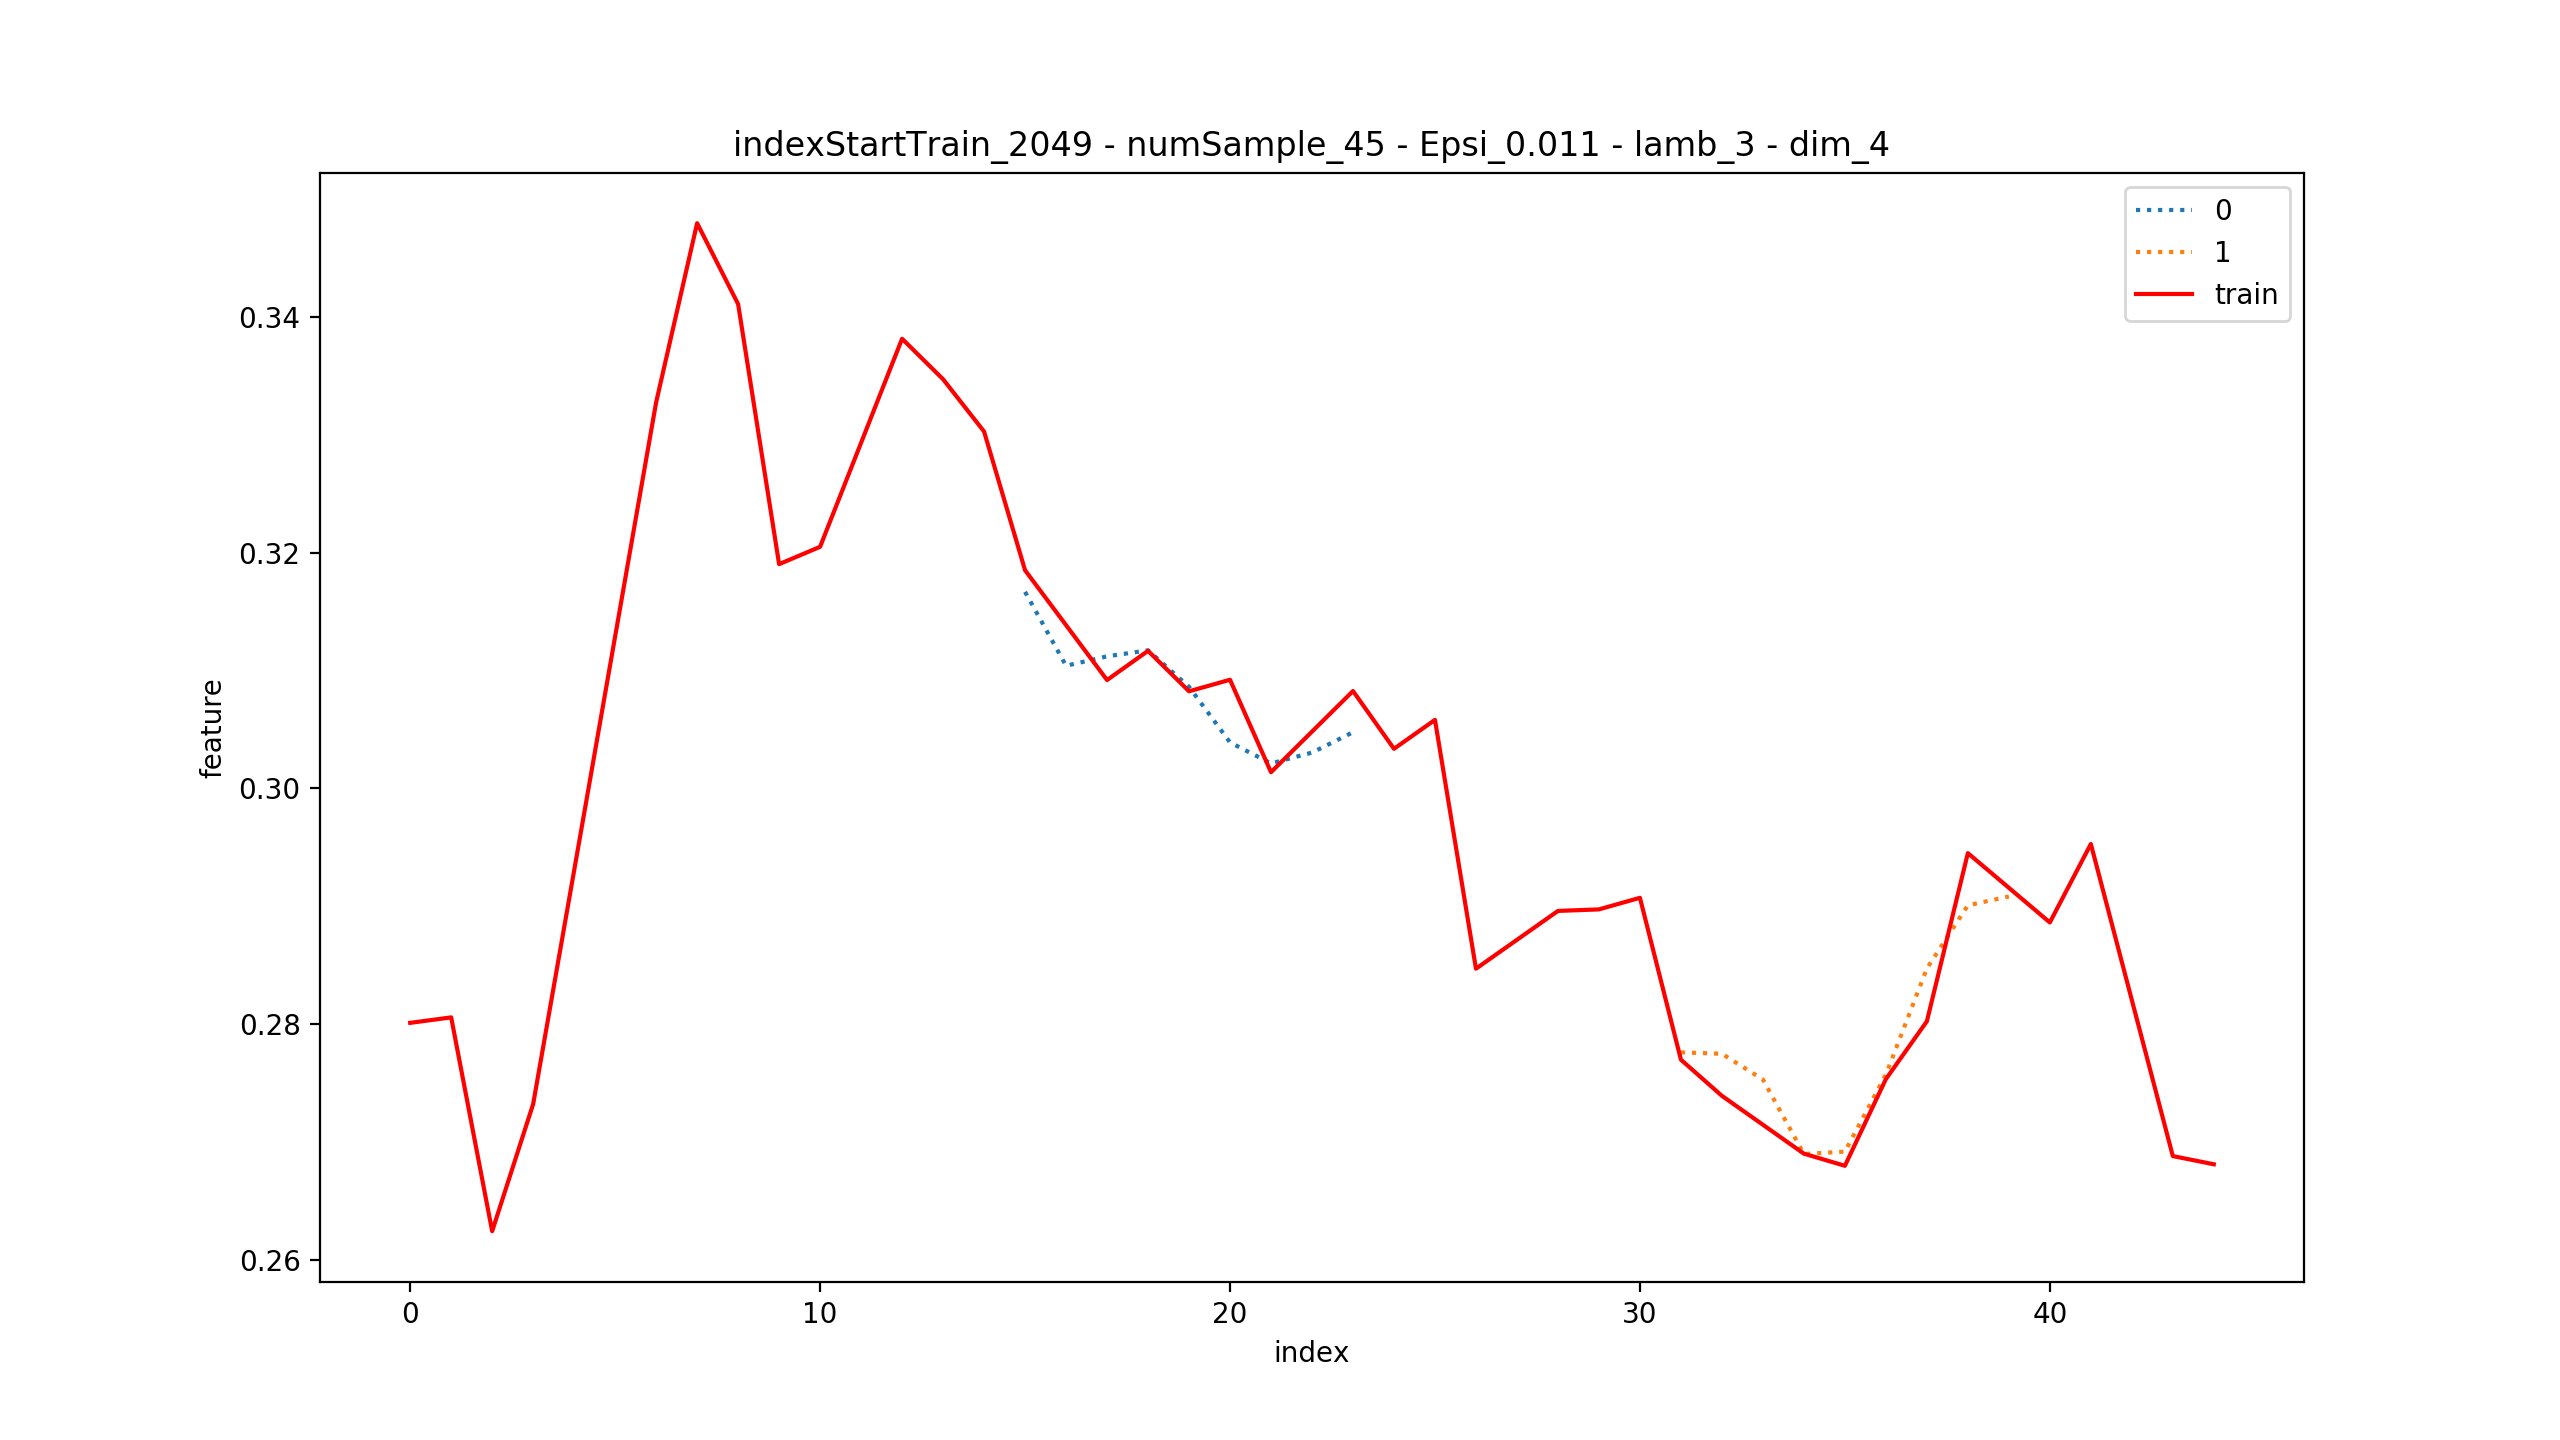 indexStartTrain_2049 - numSample_45 - Epsi_0.011 - lamb_3 - dim_4
0
1
train
0.34
0.32
0.30
0.28
0.26
feature
0 10 20 30 40
index